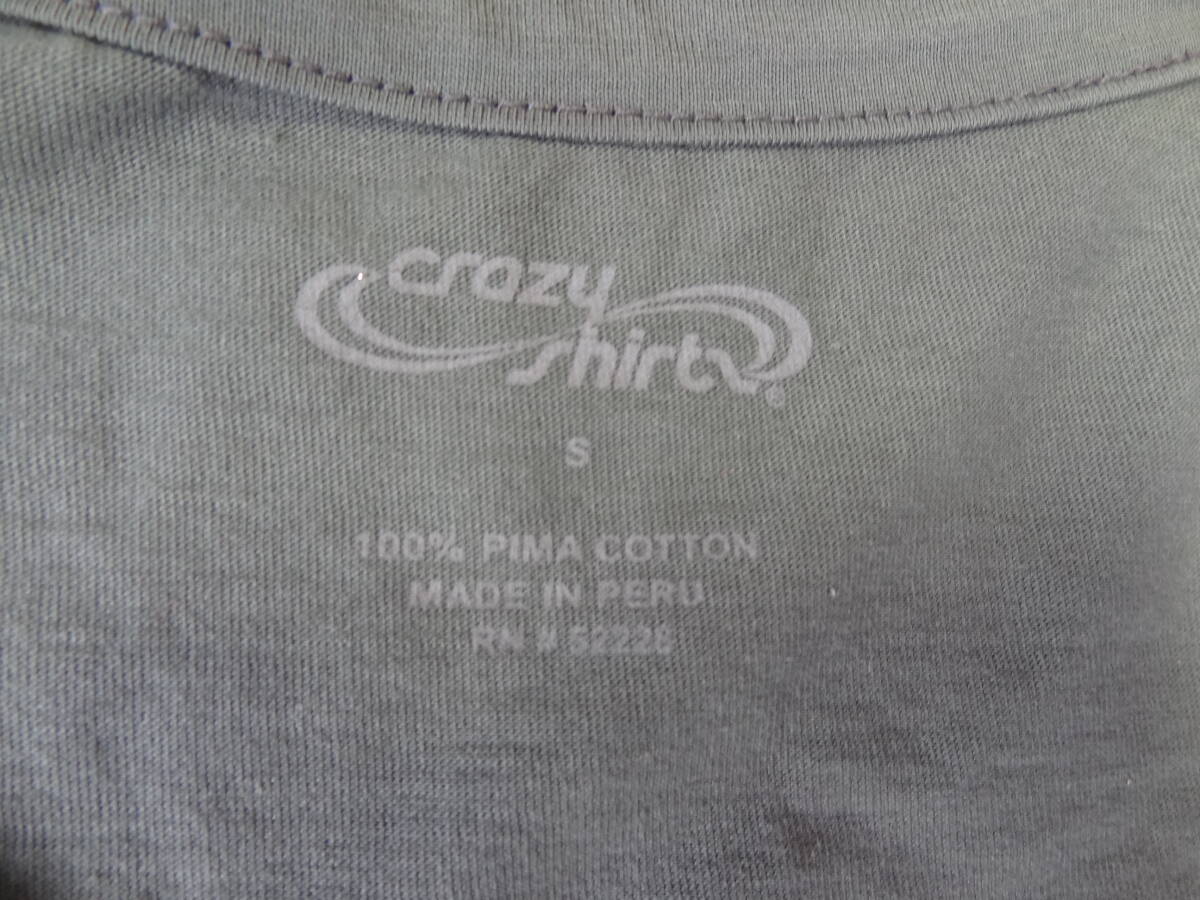 crazy
shirts®
S
100% PIMA COTTON
MADE IN PERU
RN # 52228